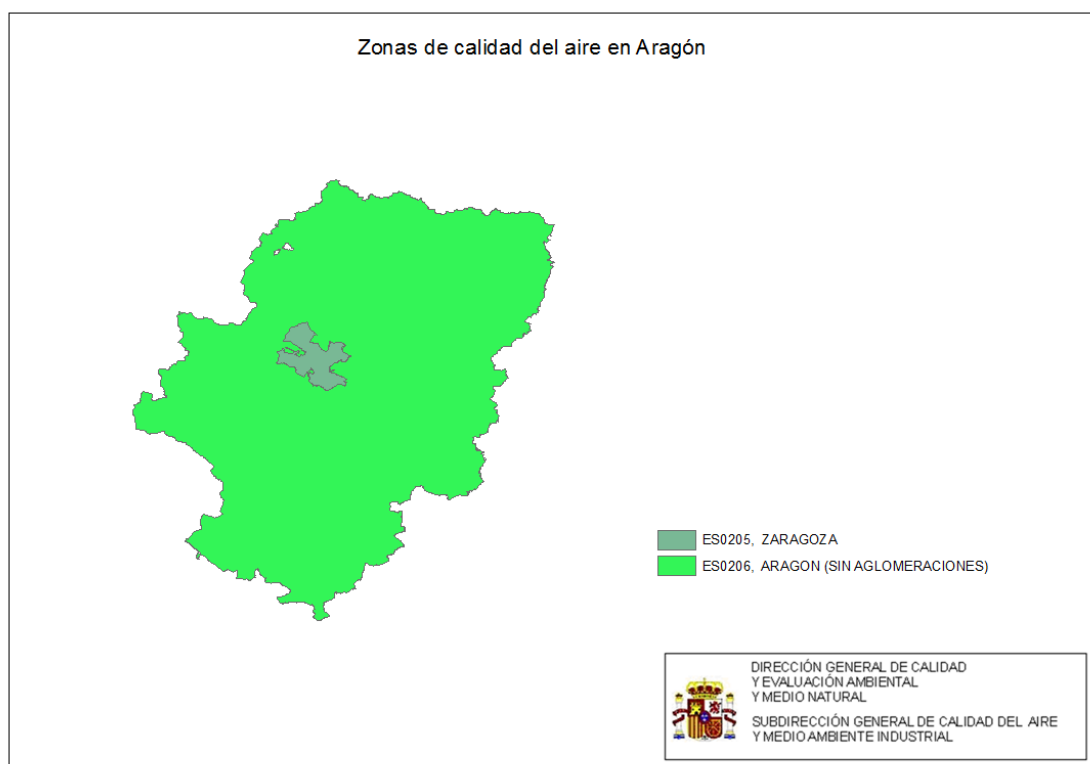 Zonas de calidad del aire en Aragón
ES0205, ZARAGOZA
ES0206, ARAGON (SIN AGLOMERACIONES)
DIRECCIÓN GENERAL DE CALIDAD
Y EVALUACIÓN AMBIENTAL
Y MEDIO NATURAL
SUBDIRECCIÓN GENERAL DE CALIDAD DEL AIRE
Y MEDIO AMBIENTE INDUSTRIAL